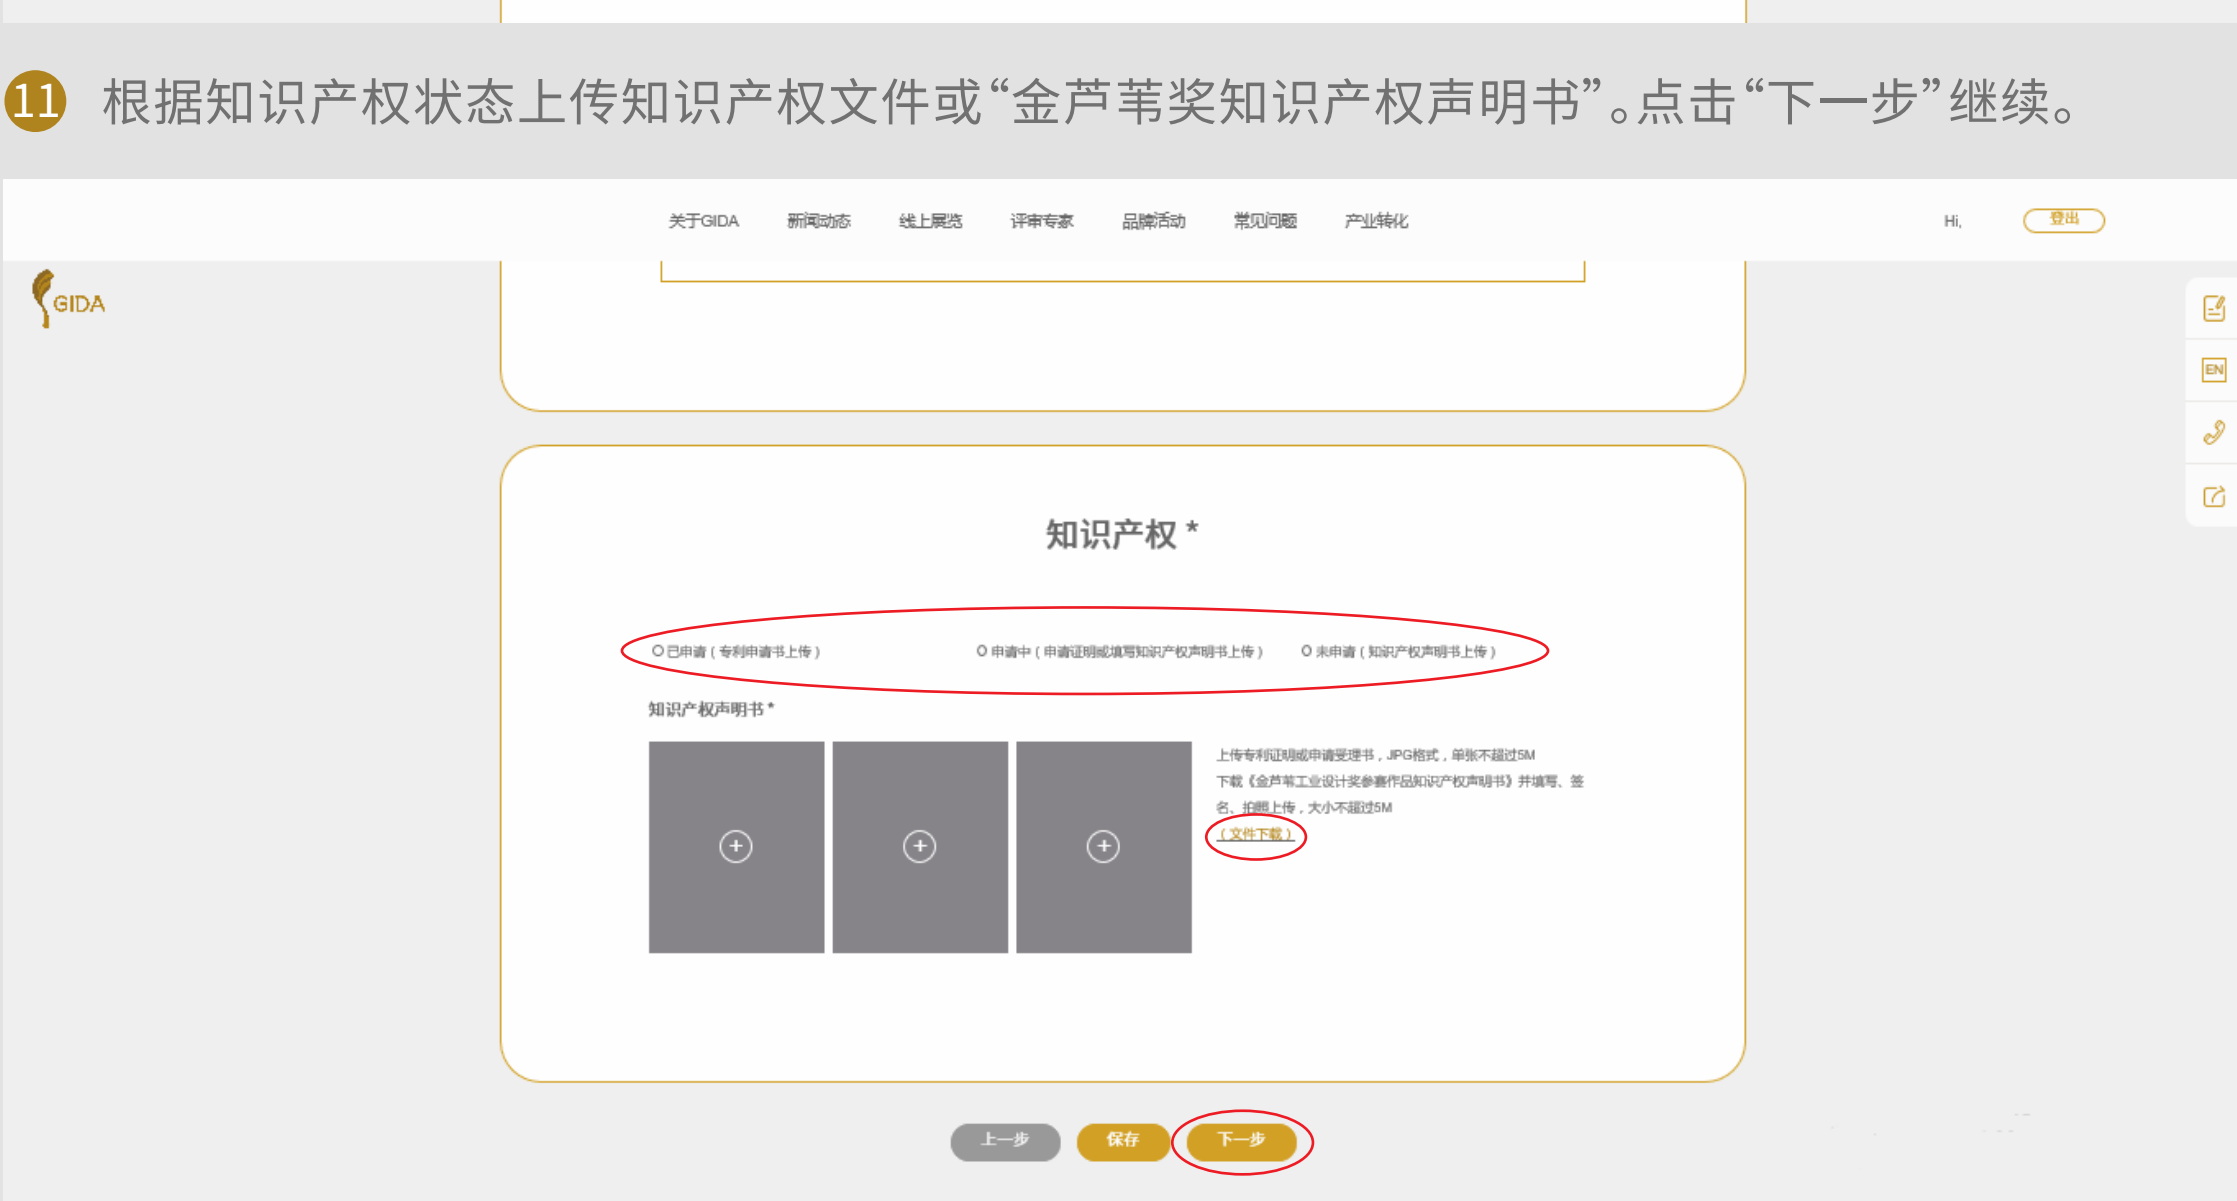 11 根据知识产权状态上传知识产权文件或“金芦苇奖知识产权声明书”。点击“下一步”继续。
关于GIDA 新闻动态 线上展览 评审专家 品牌活动 常见问题 产业转化 Hi, 登出
GIDA
EN
知识产权 *
已申请（专利申请书上传） 申请中（申请证明或填写知识产权声明书上传） 未申请（知识产权声明书上传）
知识产权声明书 *
上传专利证明或申请受理书，JPG格式，单张不超过5M
下载《金芦苇工业设计奖参赛作品知识产权声明书》并填写、签
名、拍照上传，大小不超过5M
（文件下载）
上一步 保存 下一步